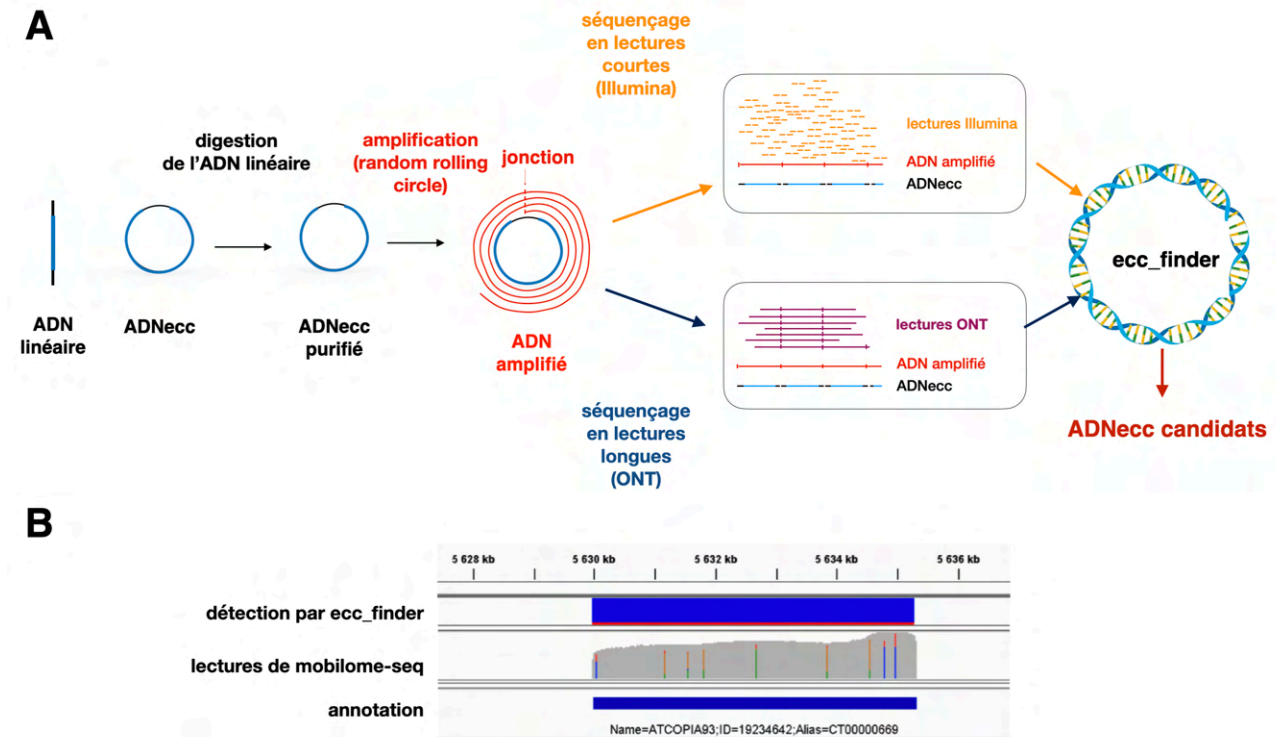 A
séquençage
en lectures
courtes
(Illumina)
digestion
de l'ADN linéaire
amplification
(random rolling
circle)
jonction
lectures Illumina
ADN amplifié
ADNecc
ecc_finder
ADN
linéaire
ADNecc
ADNecc
purifié
ADN
amplifié
lectures ONT
ADN amplifié
ADNecc
séquençage
en lectures
longues
(ONT)
ADNecc candidats
B
5 628 kb 5 630 kb 5 632 kb 5 634 kb 5 636 kb
détection par ecc_finder
lectures de mobilome-seq
annotation
Name=ATCOPIA93;ID=19234642;Alias=CT00000669